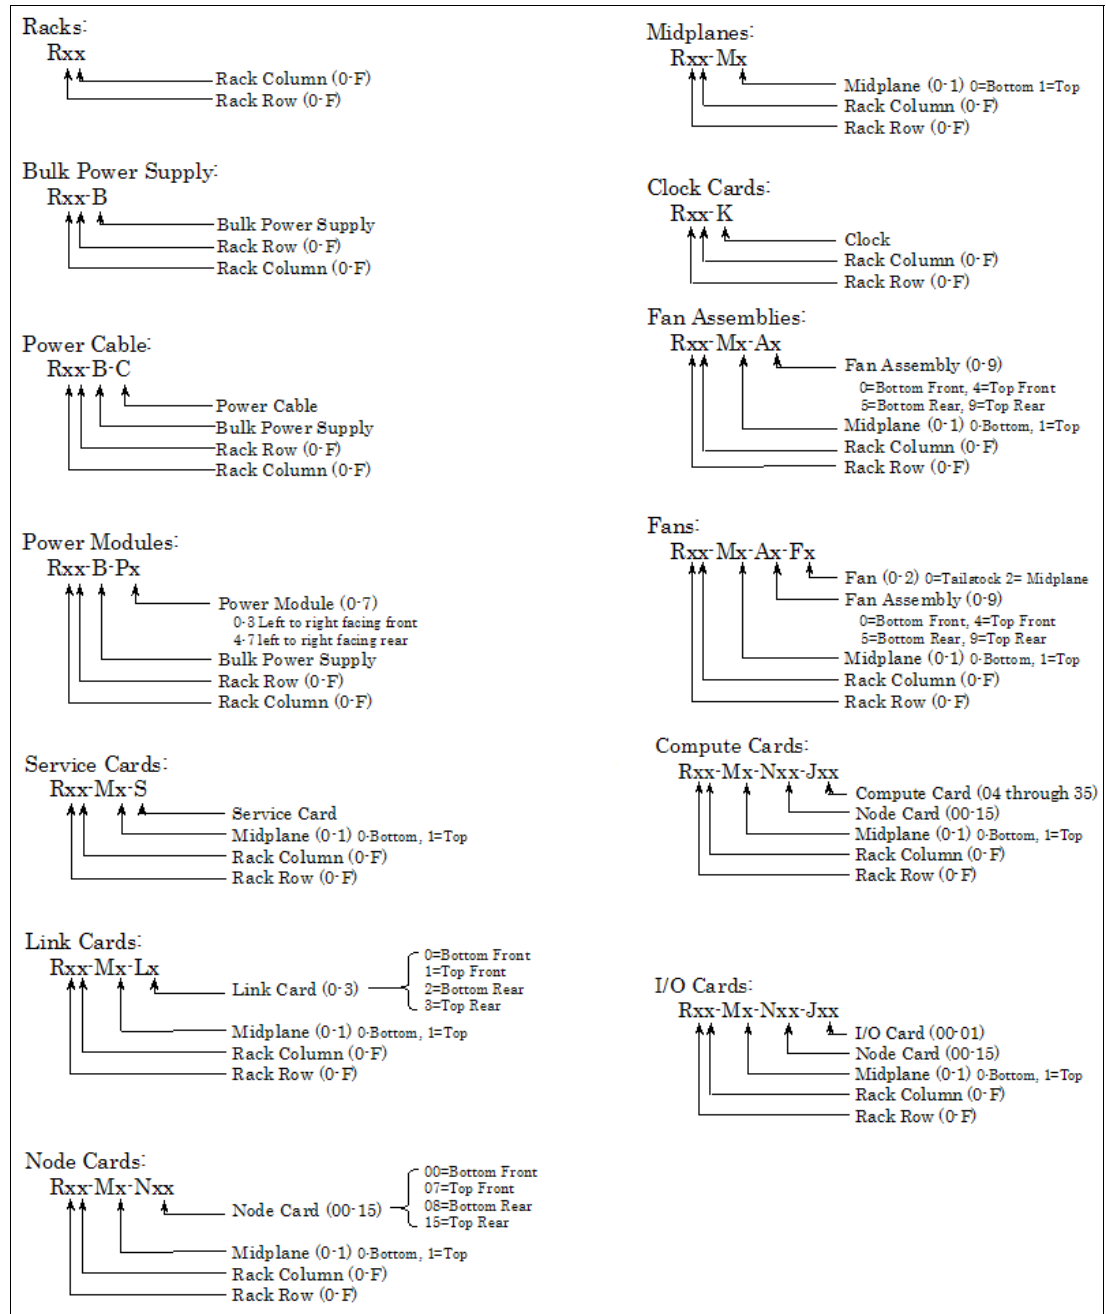 Racks:
Rxx
Rack Column (0-F)
Rack Row (0-F)
Bulk Power Supply:
Rxx-B
Bulk Power Supply
Rack Row (0-F)
Rack Column (0-F)
Power Cable:
Rxx-B-C
Power Cable
Bulk Power Supply
Rack Row (0-F)
Rack Column (0-F)
Power Modules:
Rxx-B-Px
Power Module (0-7)
0-3 Left to right facing front
4-7 left to right facing rear
Bulk Power Supply
Rack Row (0-F)
Rack Column (0-F)
Service Cards:
Rxx-Mx-S
Service Card
Midplane (0-1) 0-Bottom, 1=Top
Rack Column (0-F)
Rack Row (0-F)
Link Cards:
Rxx-Mx-Lx
Link Card (0-3)
0=Bottom Front
1=Top Front
2=Bottom Rear
3=Top Rear
Midplane (0-1) 0-Bottom, 1=Top
Rack Column (0-F)
Rack Row (0-F)
Node Cards:
Rxx-Mx-Nxx
Node Card (00-15)
00=Bottom Front
07=Top Front
08=Bottom Rear
15=Top Rear
Midplane (0-1) 0-Bottom, 1=Top
Rack Column (0-F)
Rack Row (0-F)
Midplanes:
Rxx-Mx
Midplane (0-1) 0=Bottom 1=Top
Rack Column (0-F)
Rack Row (0-F)
Clock Cards:
Rxx-K
Clock
Rack Column (0-F)
Rack Row (0-F)
Fan Assemblies:
Rxx-Mx-Ax
Fan Assembly (0-9)
0=Bottom Front, 4=Top Front
5=Bottom Rear, 9=Top Rear
Midplane (0-1) 0-Bottom, 1=Top
Rack Column (0-F)
Rack Row (0-F)
Fans:
Rxx-Mx-Ax-Fx
Fan (0-2) 0=Tailstock 2= Midplane
Fan Assembly (0-9)
0=Bottom Front, 4=Top Front
5=Bottom Rear, 9=Top Rear
Midplane (0-1) 0-Bottom, 1=Top
Rack Column (0-F)
Rack Row (0-F)
Compute Cards:
Rxx-Mx-Nxx-Jxx
Compute Card (04 through 35)
Node Card (00-15)
Midplane (0-1) 0-Bottom, 1=Top
Rack Column (0-F)
Rack Row (0-F)
I/O Cards:
Rxx-Mx-Nxx-Jxx
I/O Card (00-01)
Node Card (00-15)
Midplane (0-1) 0-Bottom, 1=Top
Rack Column (0-F)
Rack Row (0-F)